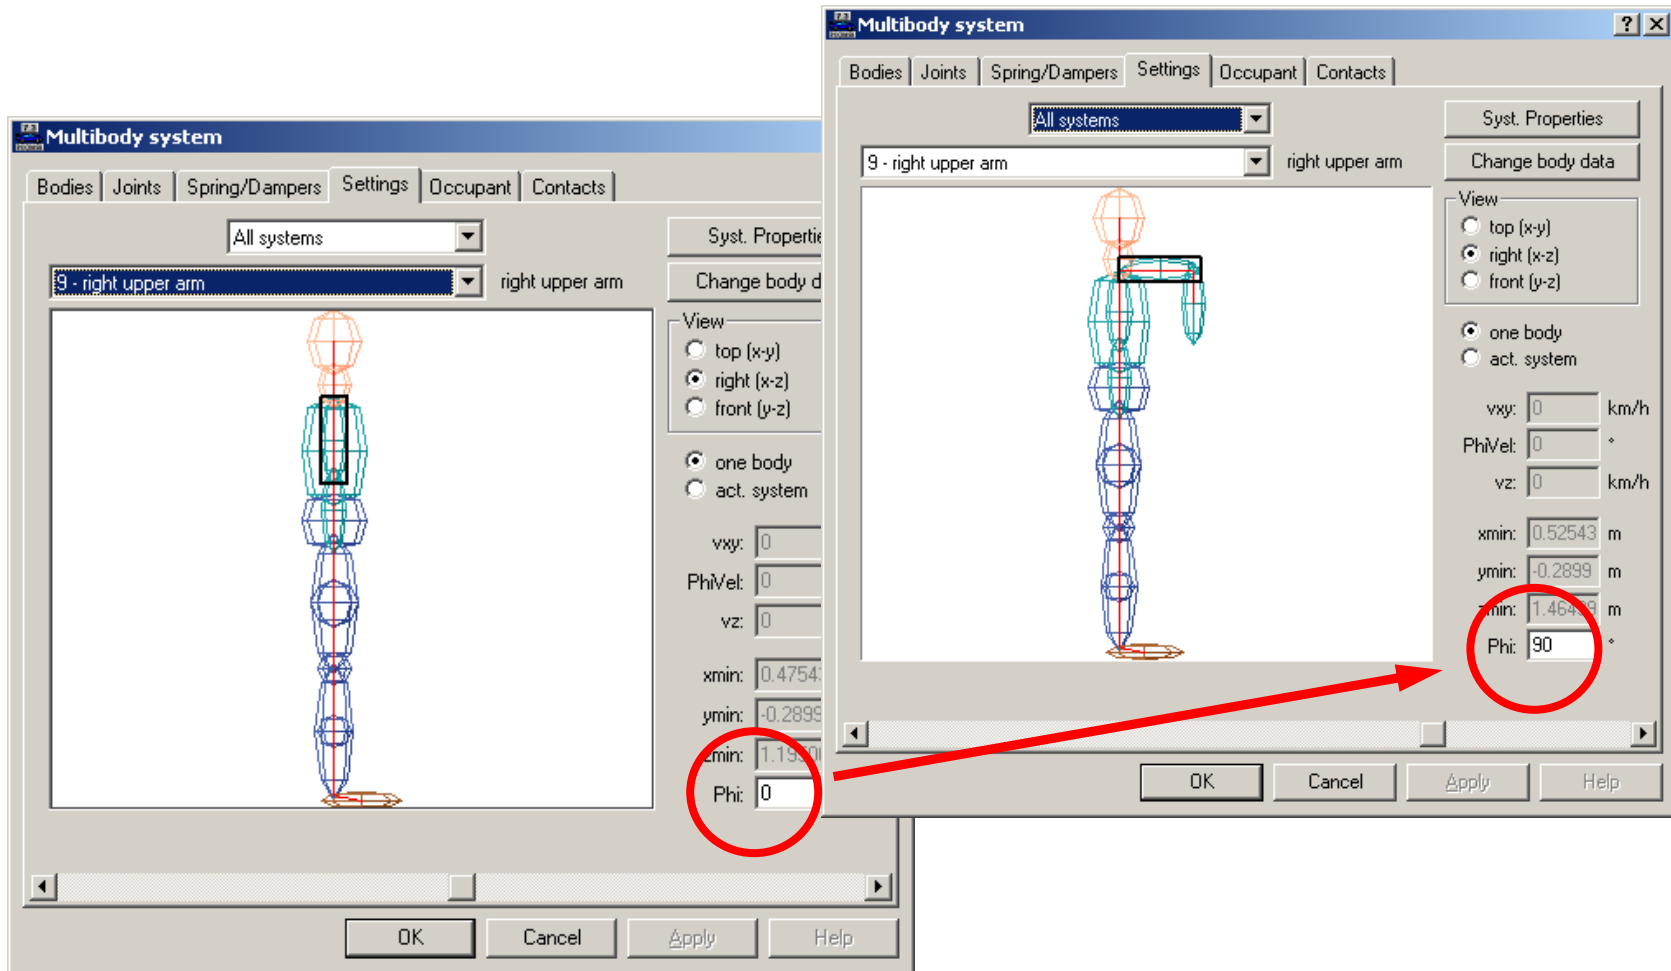 Multibody system
Bodies Joints Spring/Dampers Settings Occupant Contacts
All systems
9 - right upper arm right upper arm
Syst.
Change body
View
top (x-y)
right (x-z)
front (y-z)
one body
act. system
vxy: 0
PhiVel: 0
vz: 0
xmin:
ymin: -0.2899
zmin:
Phi: 0
OK Cancel Apply Help
Multibody system
Bodies Joints Spring/Dampers Settings Occupant Contacts
All systems
Syst. Properties
9 - right upper arm right upper arm
Change body data
View
top (x-y)
right (x-z)
front (y-z)
one body
act. system
vxy: 0 km/h
PhiVel: 0 °
vz: 0 km/h
xmin: 0.52543 m
ymin: -0.2899 m
zmin: m
Phi: 90 °
OK Cancel Apply Help